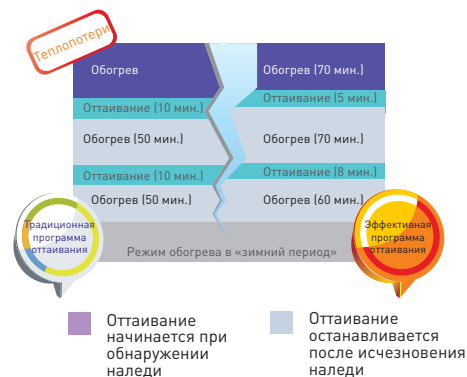 Теплопотери
Обогрев
Обогрев (70 мин.)
Оттаивание (10 мин.)
Оттаивание (5 мин.)
Обогрев (50 мин.)
Обогрев (70 мин.)
Оттаивание (10 мин.)
Оттаивание (8 мин.)
Обогрев (50 мин.)
Обогрев (60 мин.)
Традиционная
программа
оттаивания
Эффективная
программа
оттаивания
Режим обогрева в «зимний период»
Оттаивание
начинается при
обнаружении
наледи
Оттаивание
останавливается
после исчезновения
наледи